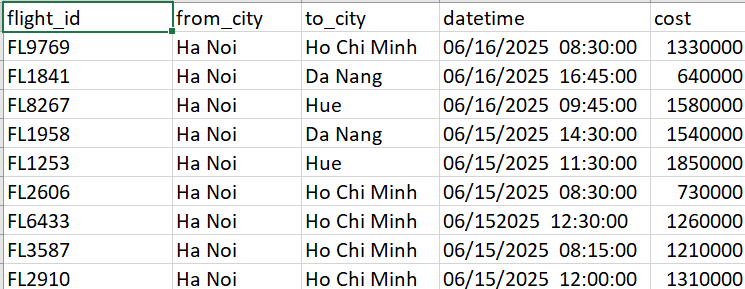 flight_id from_city to_city datetime cost
FL9769 Ha Noi Ho Chi Minh 06/16/2025 08:30:00 1330000
FL1841 Ha Noi Da Nang 06/16/2025 16:45:00 640000
FL8267 Ha Noi Hue 06/16/2025 09:45:00 1580000
FL1958 Ha Noi Da Nang 06/15/2025 14:30:00 1540000
FL1253 Ha Noi Hue 06/15/2025 11:30:00 1850000
FL2606 Ha Noi Ho Chi Minh 06/15/2025 08:30:00 730000
FL6433 Ha Noi Ho Chi Minh 06/152025 12:30:00 1260000
FL3587 Ha Noi Ho Chi Minh 06/15/2025 08:15:00 1210000
FL2910 Ha Noi Ho Chi Minh 06/15/2025 12:00:00 1310000